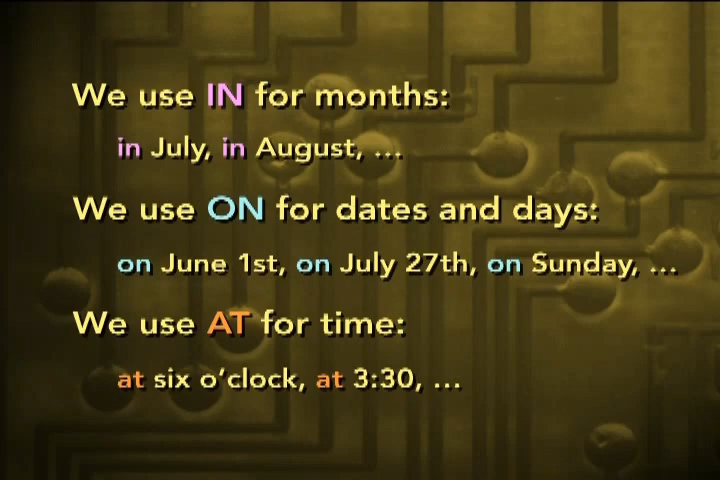 We use IN for months:
in July, in August, …
We use ON for dates and days:
on June 1st, on July 27th, on Sunday, …
We use AT for time:
at six o’clock, at 3:30, …